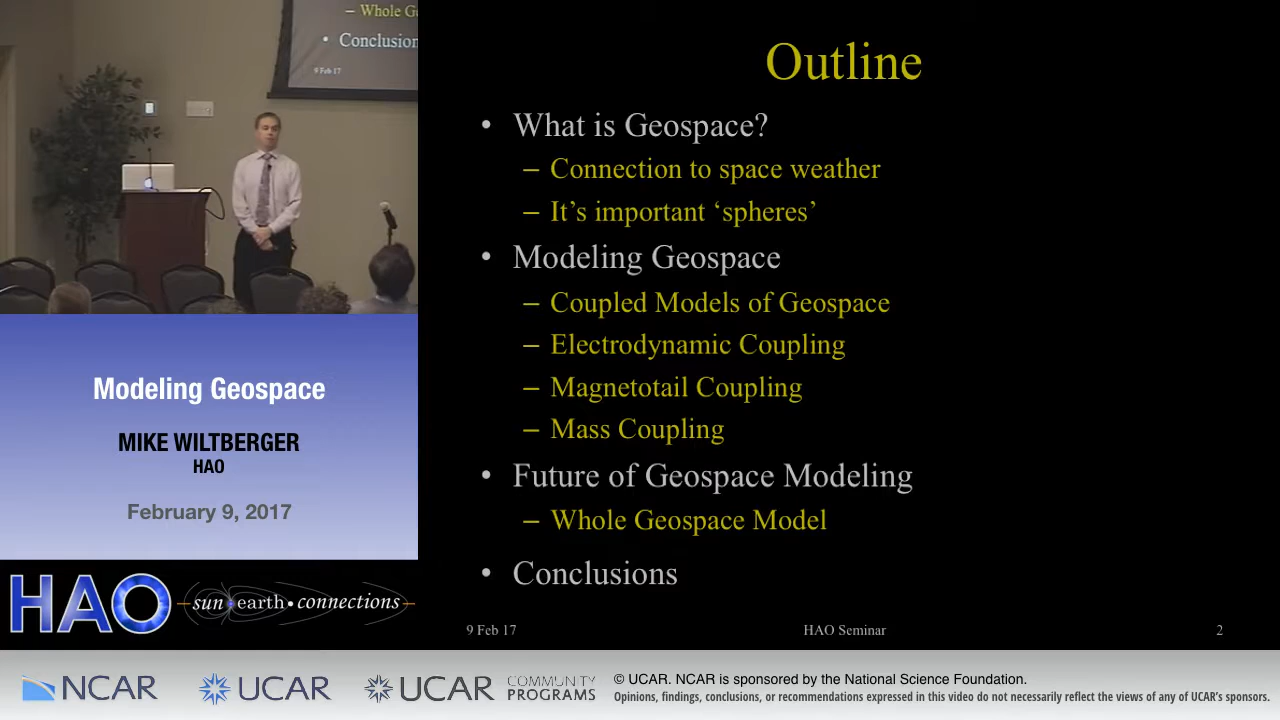 – Whole G
• Conclusion
9 Feb 17
Modeling Geospace
MIKE WILTBERGER
HAO
February 9, 2017
HAO
sun•earth•connections
Outline
• What is Geospace?
– Connection to space weather
– It’s important ‘spheres’
• Modeling Geospace
– Coupled Models of Geospace
– Electrodynamic Coupling
– Magnetotail Coupling
– Mass Coupling
• Future of Geospace Modeling
– Whole Geospace Model
• Conclusions
9 Feb 17
HAO Seminar
2
NCAR
UCAR
UCAR
COMMUNITY
PROGRAMS
© UCAR. NCAR is sponsored by the National Science Foundation.
Opinions, findings, conclusions, or recommendations expressed in this video do not necessarily reflect the views of any of UCAR's sponsors.